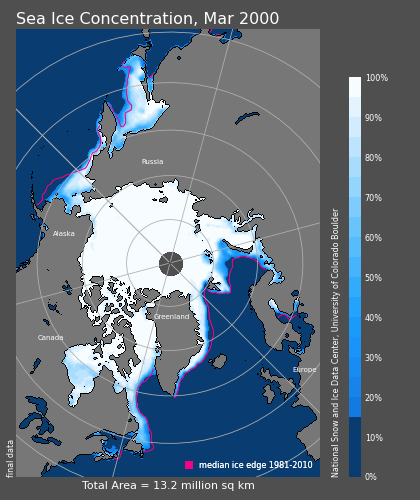 Sea Ice Concentration, Mar 2000
100%
90%
80%
70%
60%
50%
40%
30%
20%
10%
0%
Russia
Alaska
Greenland
Canada
Europe
median ice edge 1981-2010
final data
Total Area = 13.2 million sq km
National Snow and Ice Data Center, University of Colorado Boulder